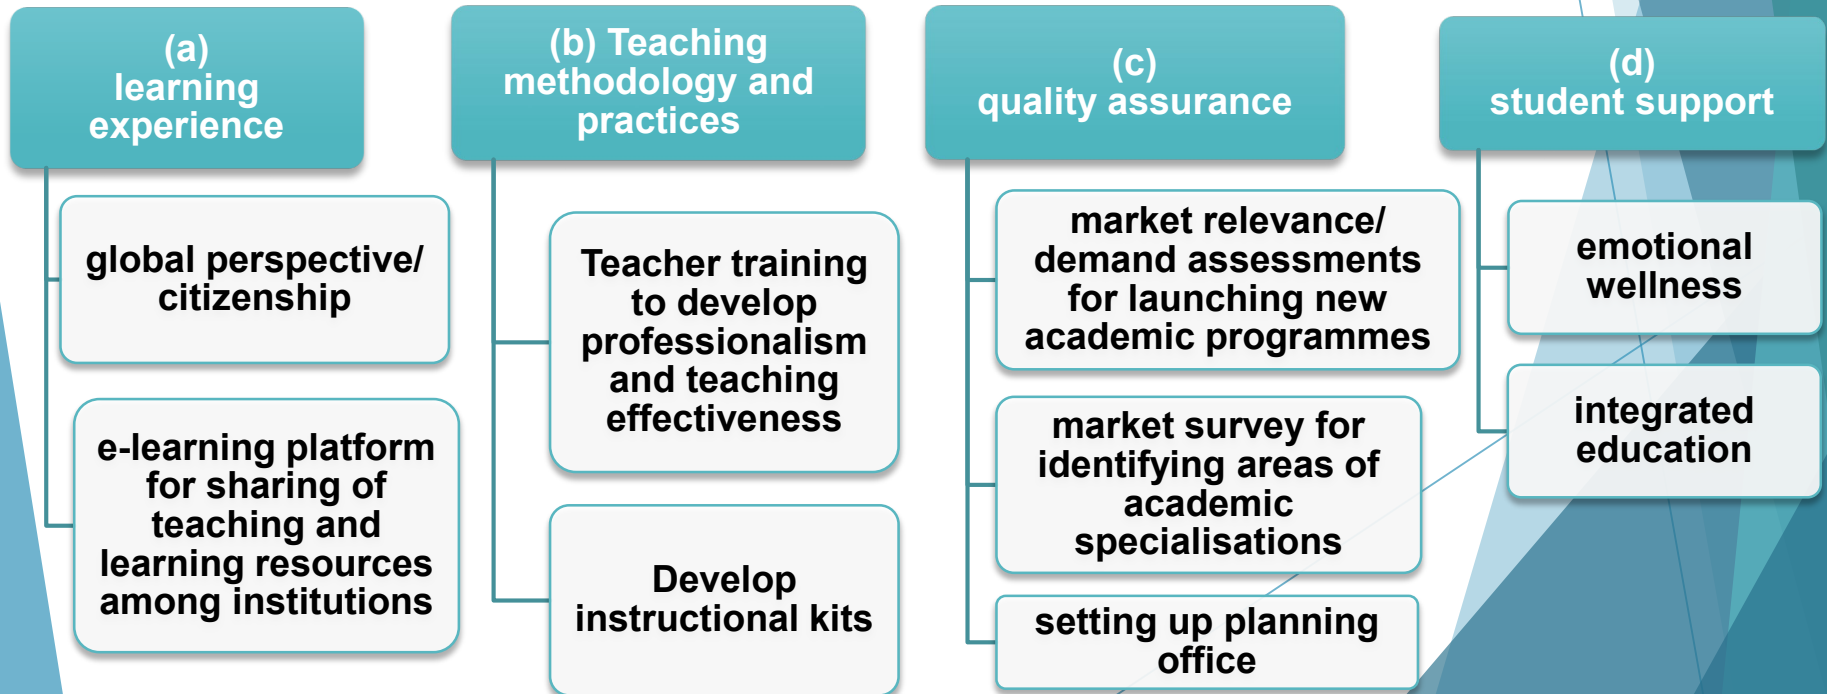 (a)
learning
experience
global perspective/
citizenship
e-learning platform
for sharing of
teaching and
learning resources
among institutions
(b) Teaching
methodology and
practices
Teacher training
to develop
professionalism
and teaching
effectiveness
Develop
instructional kits
(c)
quality assurance
market relevance/
demand assessments
for launching new
academic programmes
market survey for
identifying areas of
academic
specialisations
setting up planning
office
(d)
student support
emotional
wellness
integrated
education